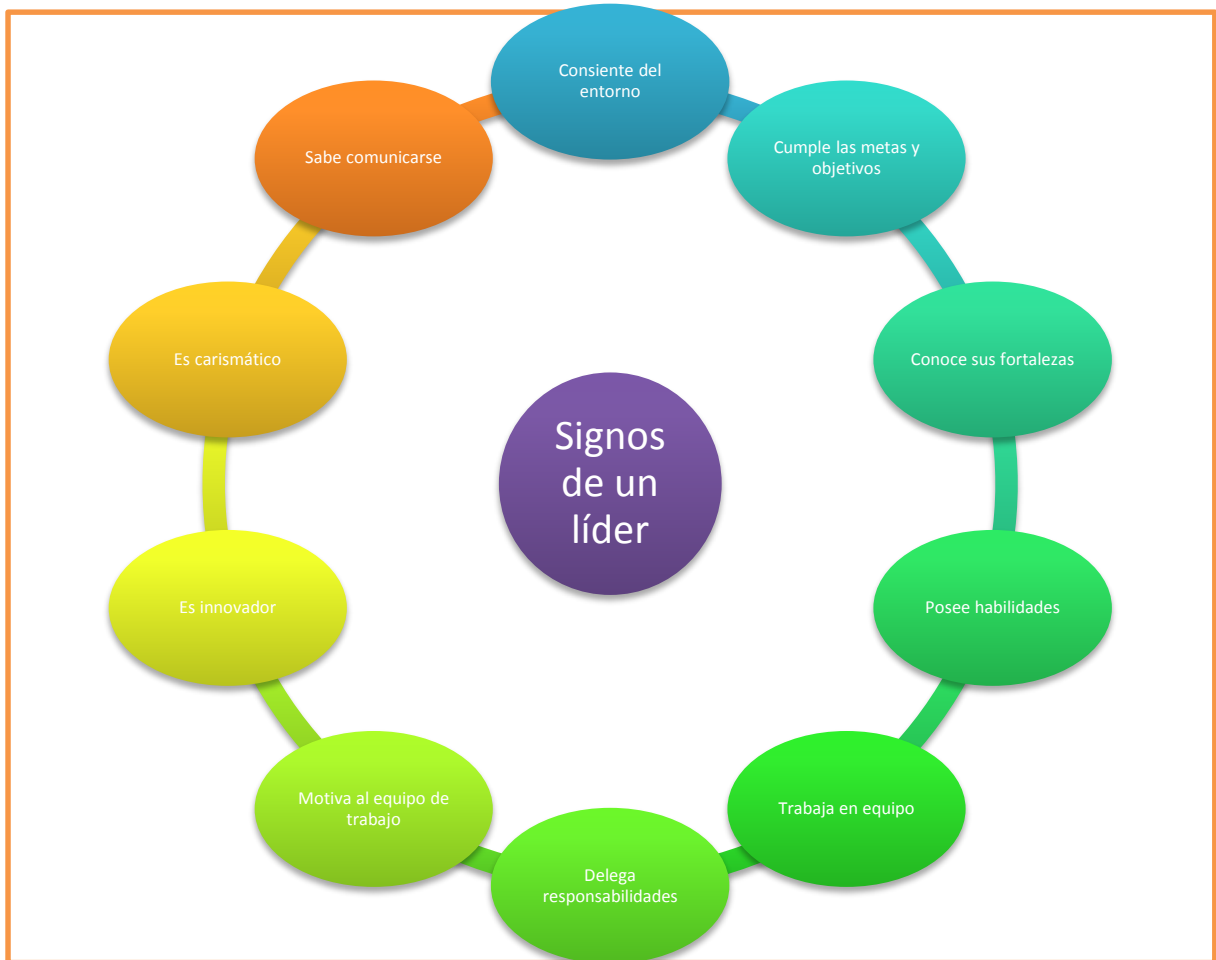 Consiente del
entorno
Cumple las metas y
objetivos
Conoce sus fortalezas
Posee habilidades
Trabaja en equipo
Delega
responsabilidades
Motiva al equipo de
trabajo
Es innovador
Es carismático
Sabe comunicarse
Signos
de un
líder